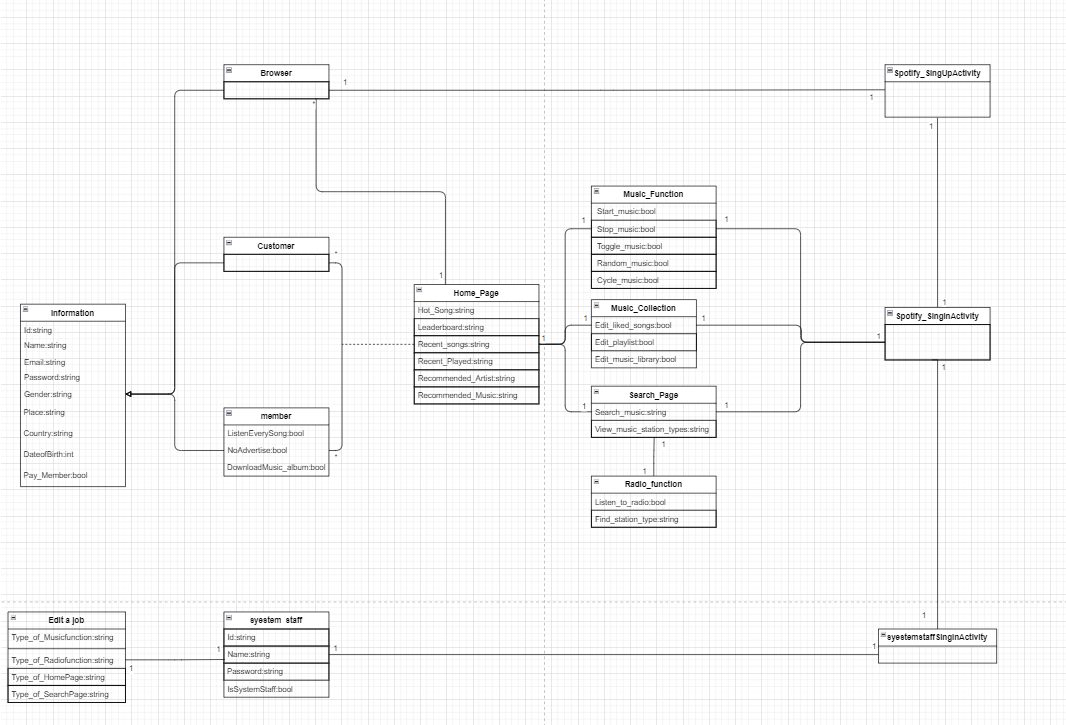 Browser
1
*
1
Spotify_SingUpActivity
1
Music_Function
Start_music:bool
1
Stop_music:bool
1
Toggle_music:bool
Random_music:bool
Cycle_music:bool
Customer
*
1
Home_Page
Hot_Song:string
Leaderboard:string
Recent_songs:string
Recent_Played:string
Recommended_Artist:string
Recommended_Music:string
1
Music_Collection
1
Edit_liked_songs:bool
1
Edit_playlist:bool
Edit_music_library:bool
1
Spotify_SingInActivity
1
1
Information
Id:string
Name:string
Email:string
Password:string
Gender:string
Place:string
Country:string
DateofBirth:int
Pay_Member:bool
member
ListenEverySong:bool
NoAdvertise:bool
DownloadMusic_album:bool
*
Search_Page
1
Search_music:string
1
View_music_station_types:string
1
1
Radio_function
Listen_to_radio:bool
Find_station_type:string
Edit a job
Type_of_Musicfunction:string
Type_of_Radiofunction:string
Type_of_HomePage:string
Type_of_SearchPage:string
1
1
syestem staff
Id:string
Name:string
Password:string
IsSystemStaff:bool
1
1
1
syestemstaffSingInActivity